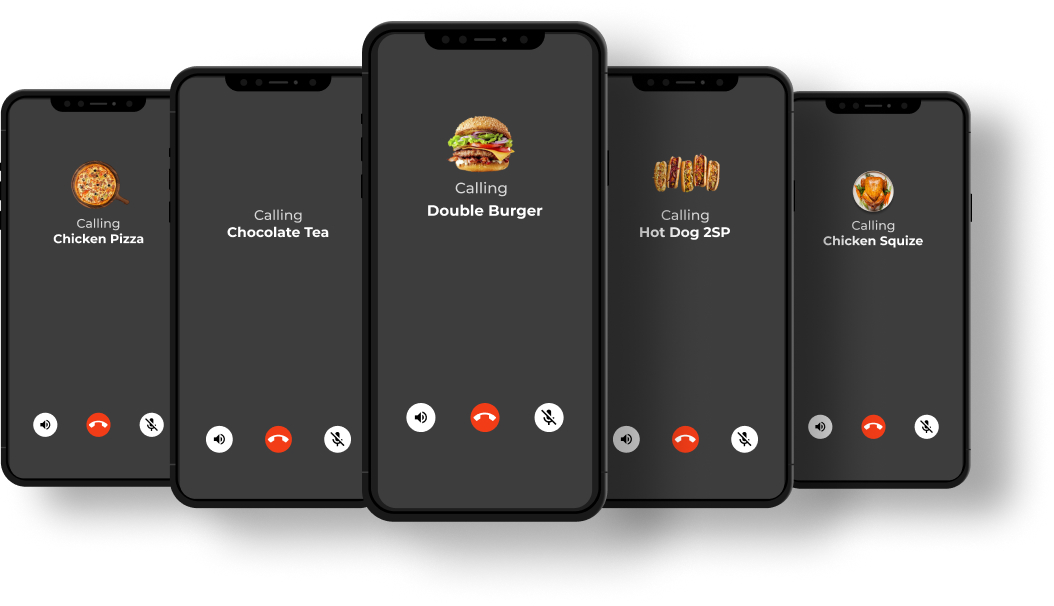 Calling
Chicken Pizza
Calling
Chocolate Tea
Calling
Double Burger
Calling
Hot Dog 2SP
Calling
Chicken Squize